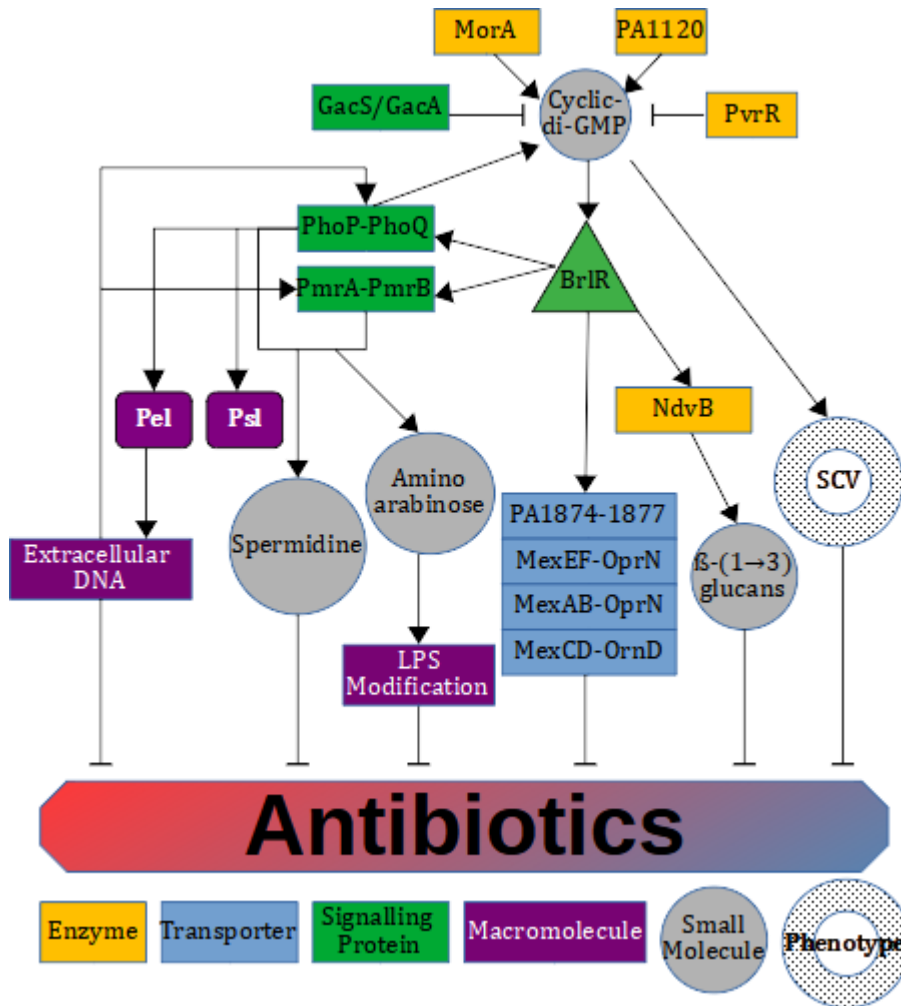 MorA
PA1120
GacS/GacA
Cyclic-
di-GMP
PvrR
PhoP-PhoQ
PmrA-PmrB
BrlR
Pel
Psl
NdvB
Amino
arabinose
SCV
Spermidine
PA1874-1877
MexEF-OprN
MexAB-OprN
MexCD-OrnD
Extracellular
DNA
ß-(1→3)
glucans
LPS
Modification
Antibiotics
Enzyme
Transporter
Signalling
Protein
Macromolecule
Small
Molecule
Phenotype